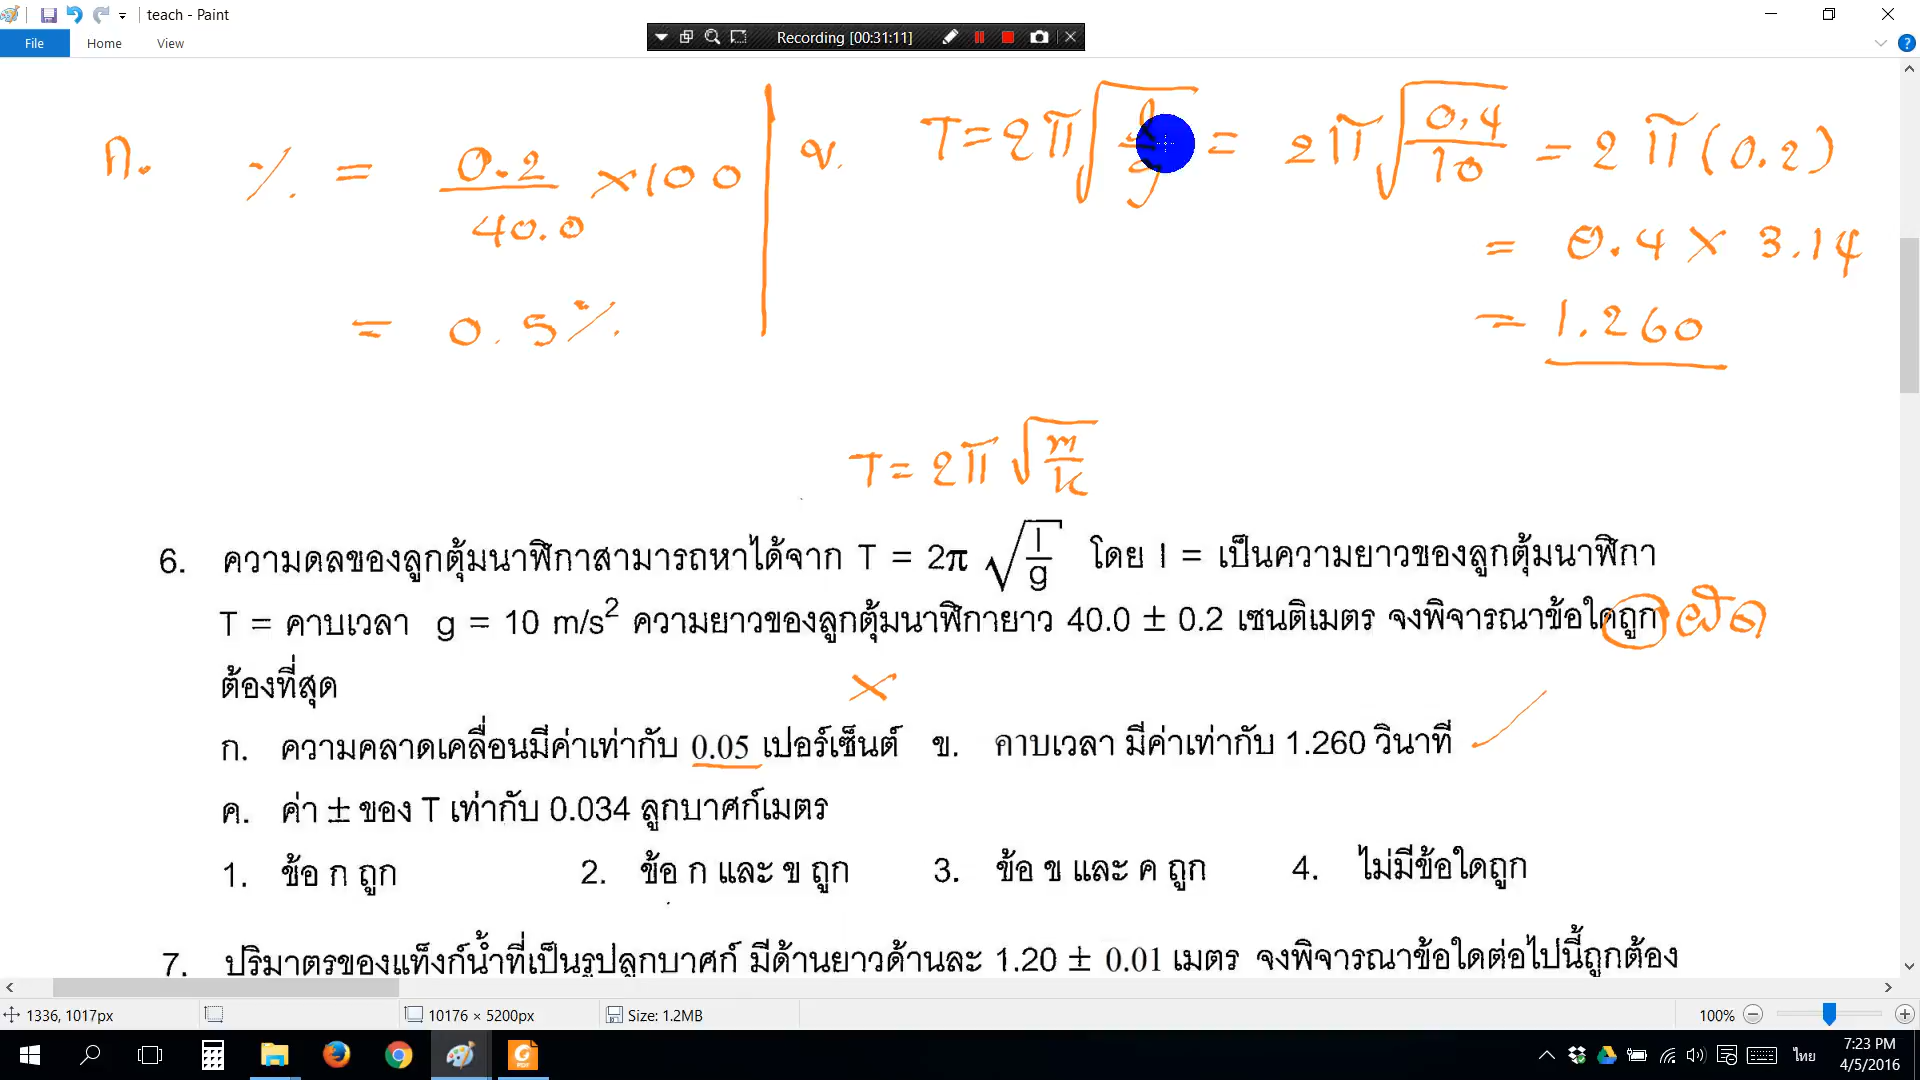 teach - Paint
File Home View
Recording [00:31:11]
ก. % = 0.2/40.0 ×100
= 0.5%
ข. T=2π√l/g = 2π√0.4/10 = 2π(0.2)
= 0.4 × 3.14
= 1.260
T=2π√m/k
6. ความดลของลูกตุ้มนาฬิกาสามารถหาได้จาก T = 2π √l/g โดย l = เป็นความยาวของลูกตุ้มนาฬิกา
T = คาบเวลา g = 10 m/s² ความยาวของลูกตุ้มนาฬิกายาว 40.0 ± 0.2 เซนติเมตร จงพิจารณาข้อใดถูก ผิด
ต้องที่สุด ×
ก. ความคลาดเคลื่อนมีค่าเท่ากับ 0.05 เปอร์เซ็นต์ ข. คาบเวลา มีค่าเท่ากับ 1.260 วินาที
ค. ค่า ± ของ T เท่ากับ 0.034 ลูกบาศก์เมตร
1. ข้อ ก ถูก 2. ข้อ ก และ ข ถูก 3. ข้อ ข และ ค ถูก 4. ไม่มีข้อใดถูก
7. ปริมาตรของแท็งก์น้ำที่เป็นรูปลูกบาศก์ มีด้านยาวด้านละ 1.20 ± 0.01 เมตร จงพิจารณาข้อใดต่อไปนี้ถูกต้อง
1336, 1017px 10176 × 5200px Size: 1.2MB 100%
ไทย 7:23 PM
4/5/2016